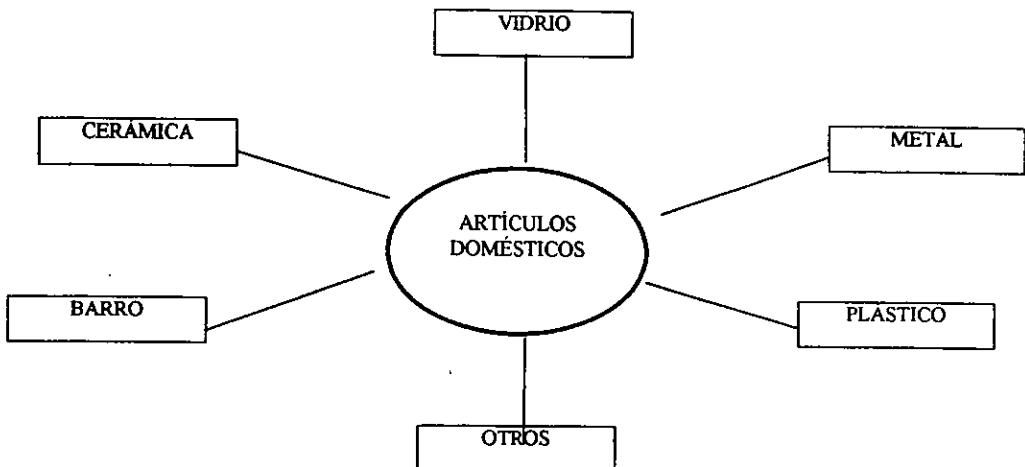 VIDRIO
CERÁMICA
METAL
ARTÍCULOS
DOMÉSTICOS
BARRO
PLASTICO
OTROS